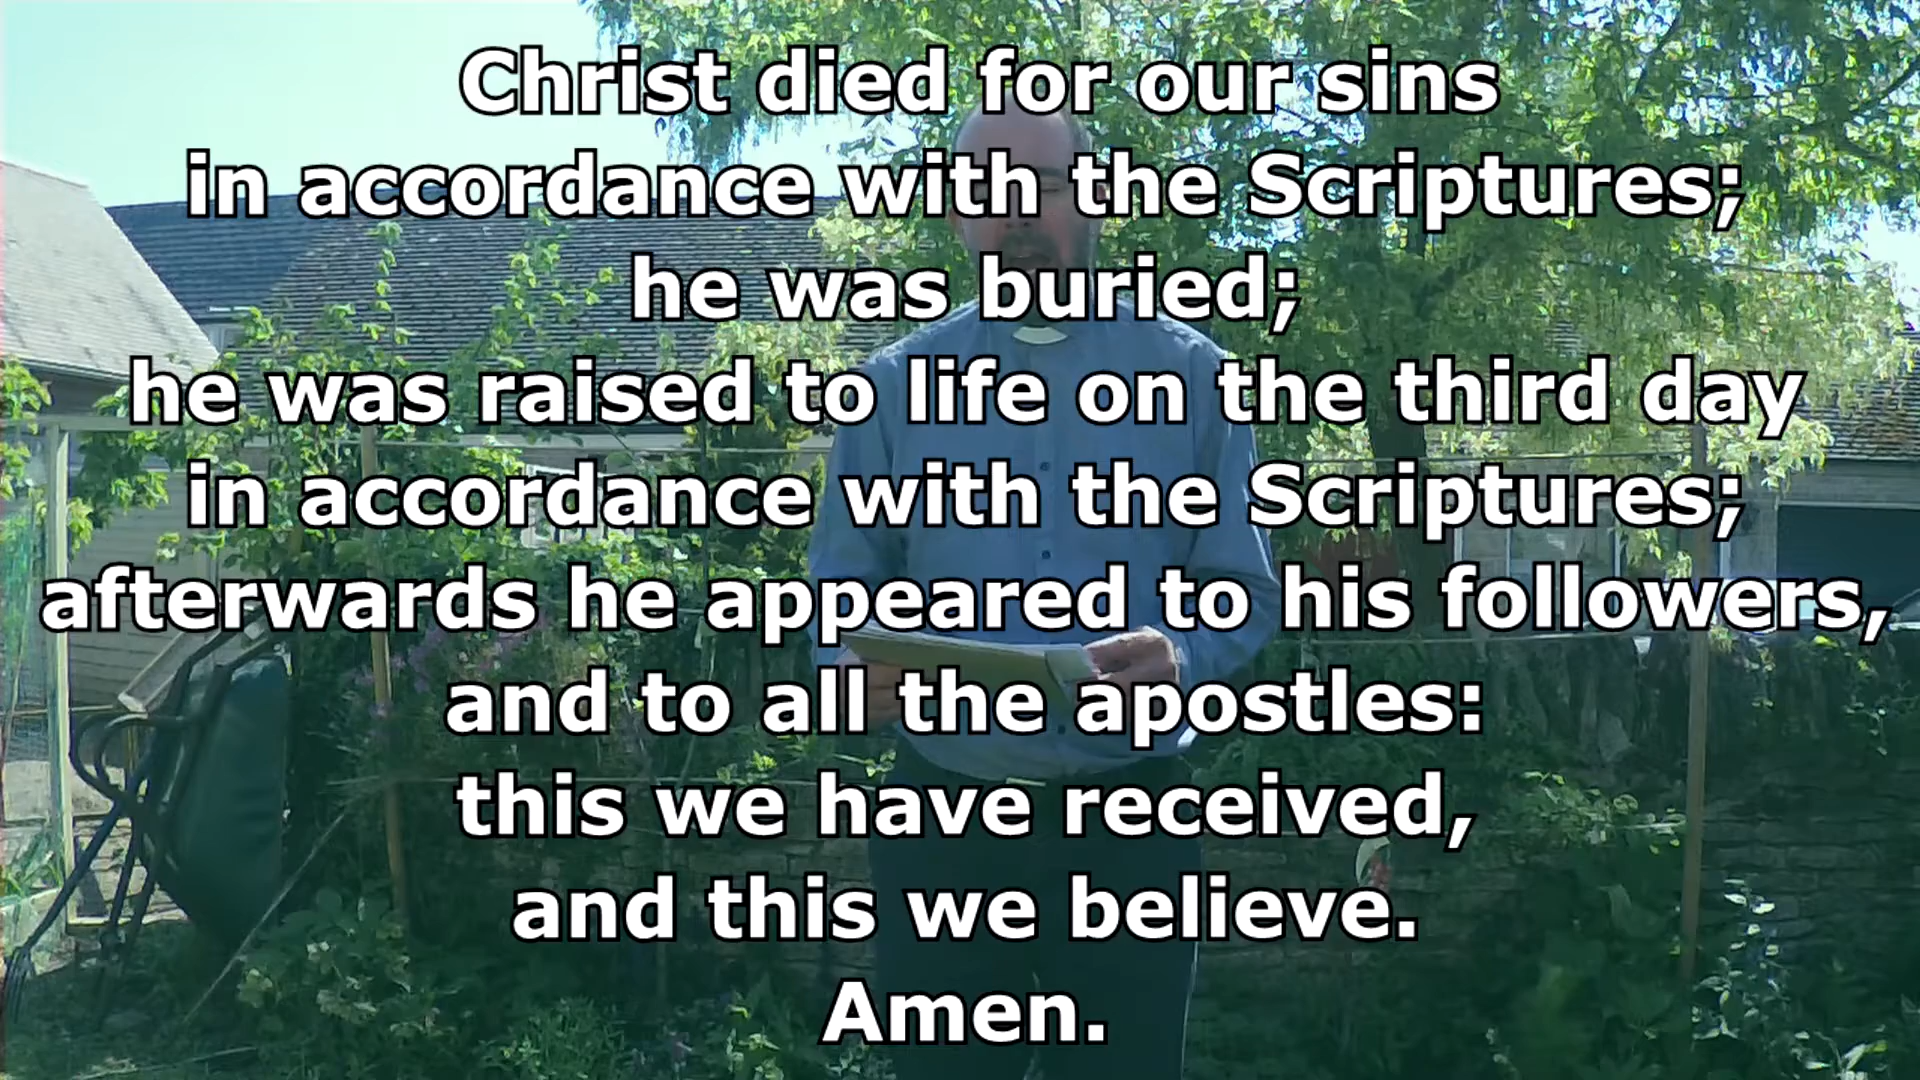 Christ died for our sins
in accordance with the Scriptures;
he was buried;
he was raised to life on the third day
in accordance with the Scriptures;
afterwards he appeared to his followers,
and to all the apostles:
this we have received,
and this we believe.
Amen.